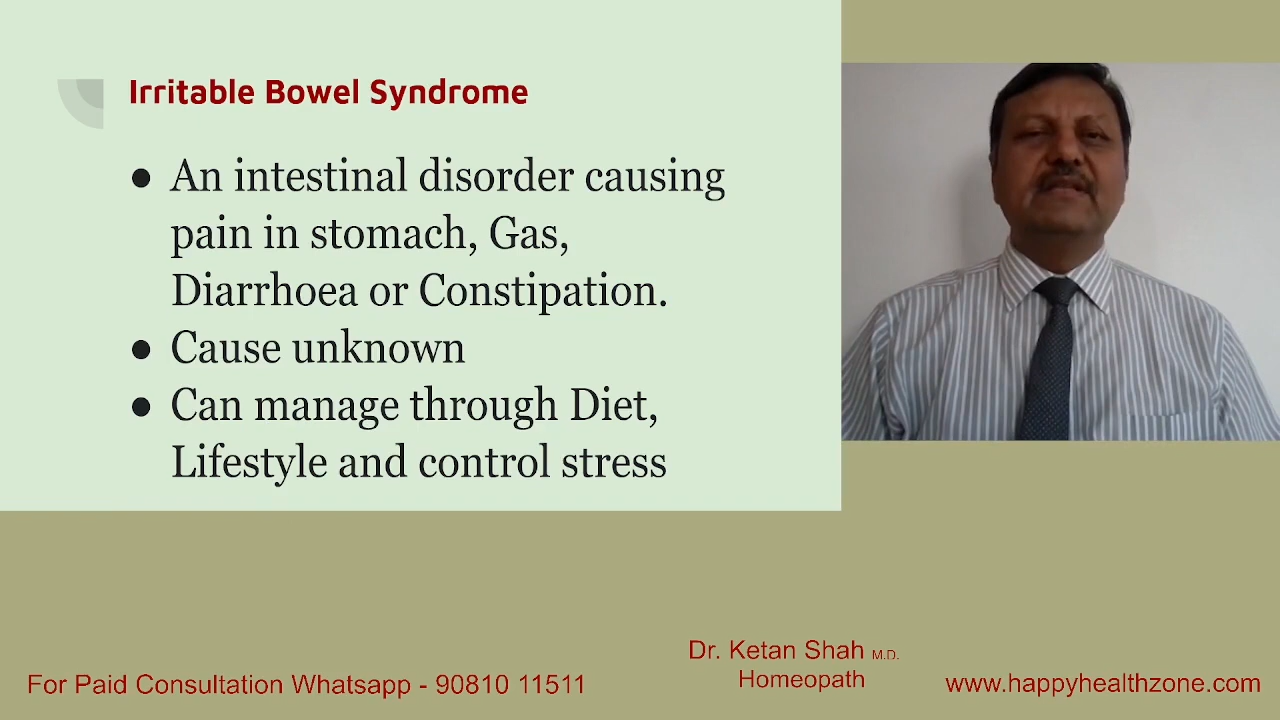 Irritable Bowel Syndrome
● An intestinal disorder causing
pain in stomach, Gas,
Diarrhoea or Constipation.
● Cause unknown
● Can manage through Diet,
Lifestyle and control stress
Dr. Ketan Shah M.D.
Homeopath
For Paid Consultation Whatsapp - 90810 11511
www.happyhealthzone.com